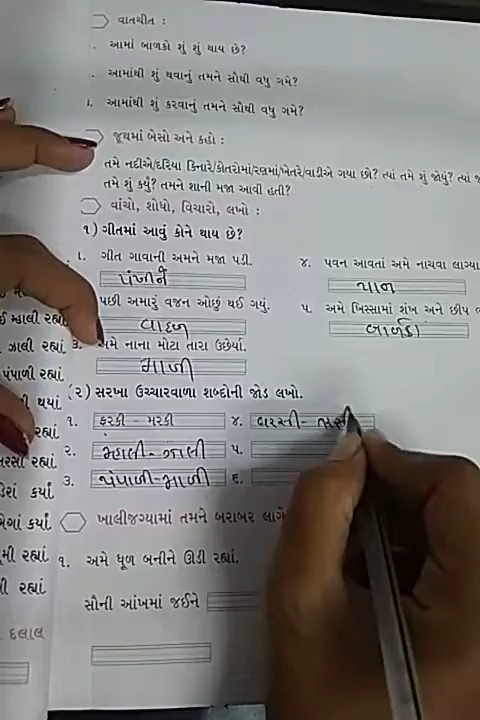 વાતચીત :
આમાં બાળકો શું શું થાય છે?
આમાંથી શું થવાનું તમને સૌથી વધુ ગમે?
આમાંથી શું કરવાનું તમને સૌથી વધુ ગમે?
જૂથમાં બેસો અને કહો :
તમે નદીએ/દરિયા કિનારે/કોતરોમાં/રણમાં/ખેતરે/વાડીએ ગયા છો? ત્યાં તમે શું જોયું? ત્યાં
તમે શું કર્યું? તમને શાની મજા આવી હતી?
વાંચો, શોધો, વિચારો, લખો :
૧) ગીતમાં આવું કોને થાય છે?
૧. ગીત ગાવાની અમને મજા પડી.
પંખીને
પછી અમારું વજન ઓછું થઈ ગયું.
વાદળ
૩. અમે નાના મોટા તારા ઉછેર્યા.
માળી
૪. પવન આવતાં અમે નાચવા લાગ્યા
પાન
૫. અમે ખિસ્સામાં શંખ અને છીપ
બાળકો
(૨) સરખા ઉચ્ચારવાળા શબ્દોની જોડ લખો.
૧. ફરકી - મરકી
૨. મ્હાલી - ઝાલી
૩. પંપાળી - માળી
૪. વરસી -
૫.
૬.
ખાલીજગ્યામાં તમને બરાબર લાગે
૧. અમે ધૂળ બનીને ઊડી રહ્યાં.
સૌની આંખમાં જઈને
મ્હાલી રહ્યાં
ઝાલી રહ્યાં
પંપાળી રહ્યાં
થયાં
રહ્યાં
રહ્યાં
કર્યાં
કર્યાં
રહ્યાં
રહ્યાં
દલાલ